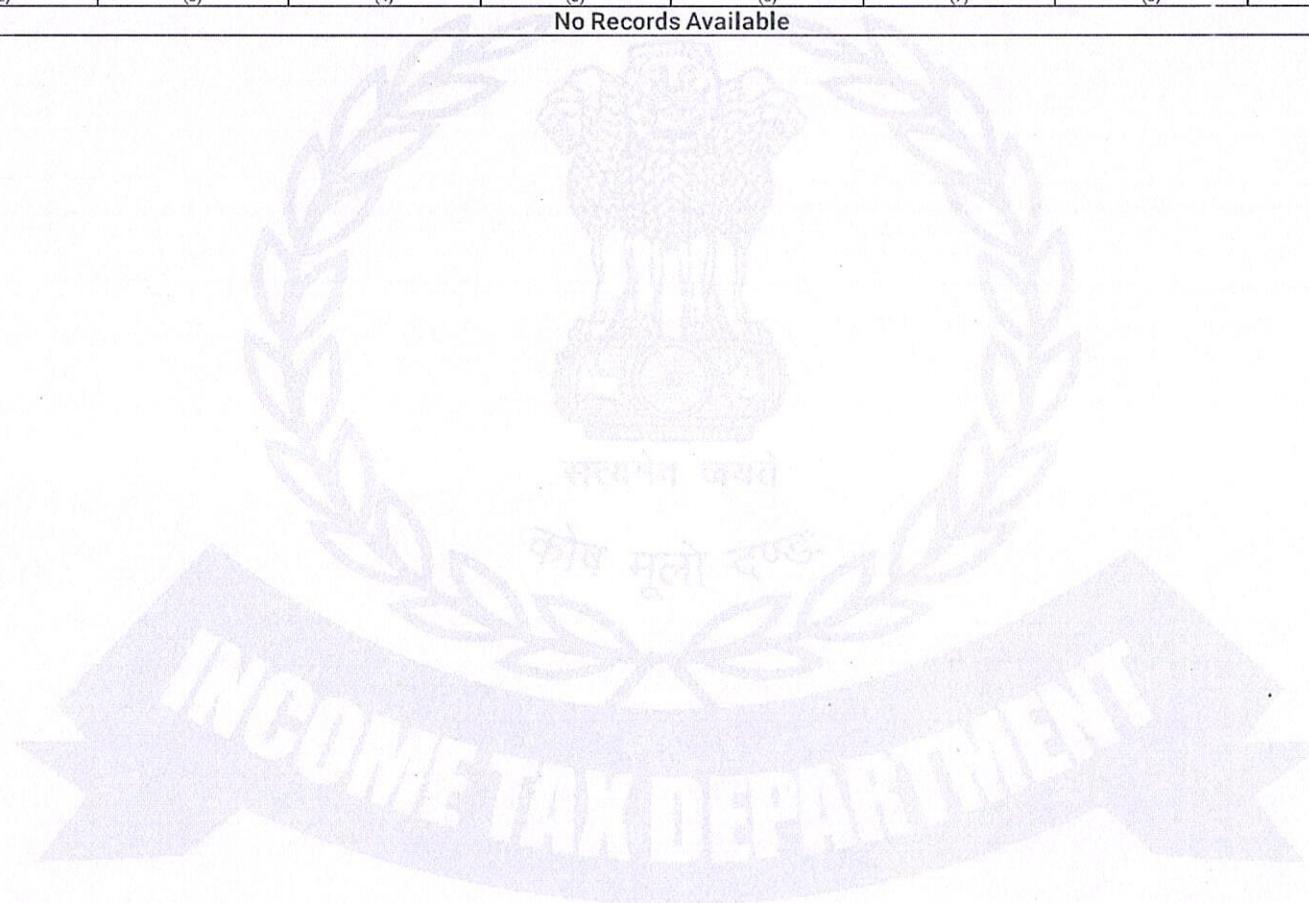 No Records Available
सत्यमेव जयते
कोष मूलो दण्ड
INCOME TAX DEPARTMENT